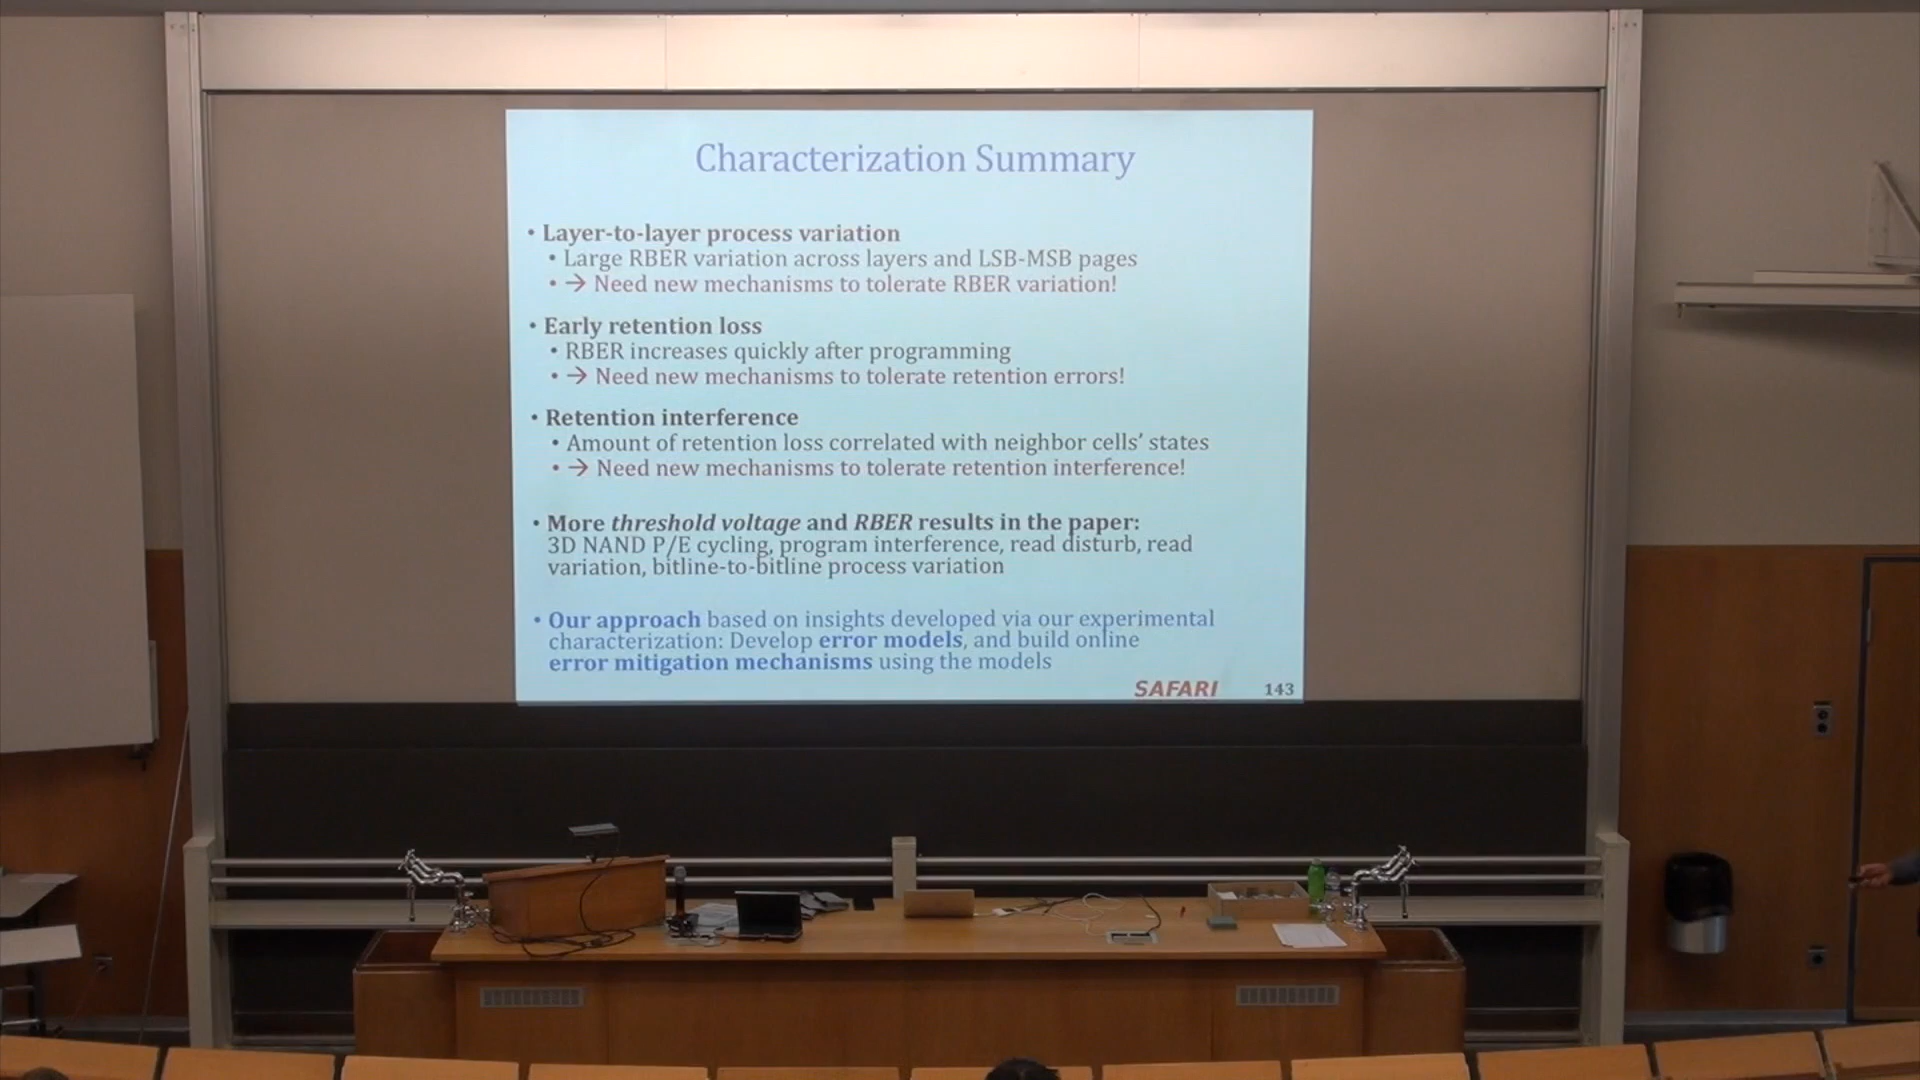 Characterization Summary
• Layer-to-layer process variation
• Large RBER variation across layers and LSB-MSB pages
• → Need new mechanisms to tolerate RBER variation!
• Early retention loss
• RBER increases quickly after programming
• → Need new mechanisms to tolerate retention errors!
• Retention interference
• Amount of retention loss correlated with neighbor cells' states
• → Need new mechanisms to tolerate retention interference!
• More threshold voltage and RBER results in the paper:
3D NAND P/E cycling, program interference, read disturb, read
variation, bitline-to-bitline process variation
• Our approach based on insights developed via our experimental
characterization: Develop error models, and build online
error mitigation mechanisms using the models
SAFARI 143